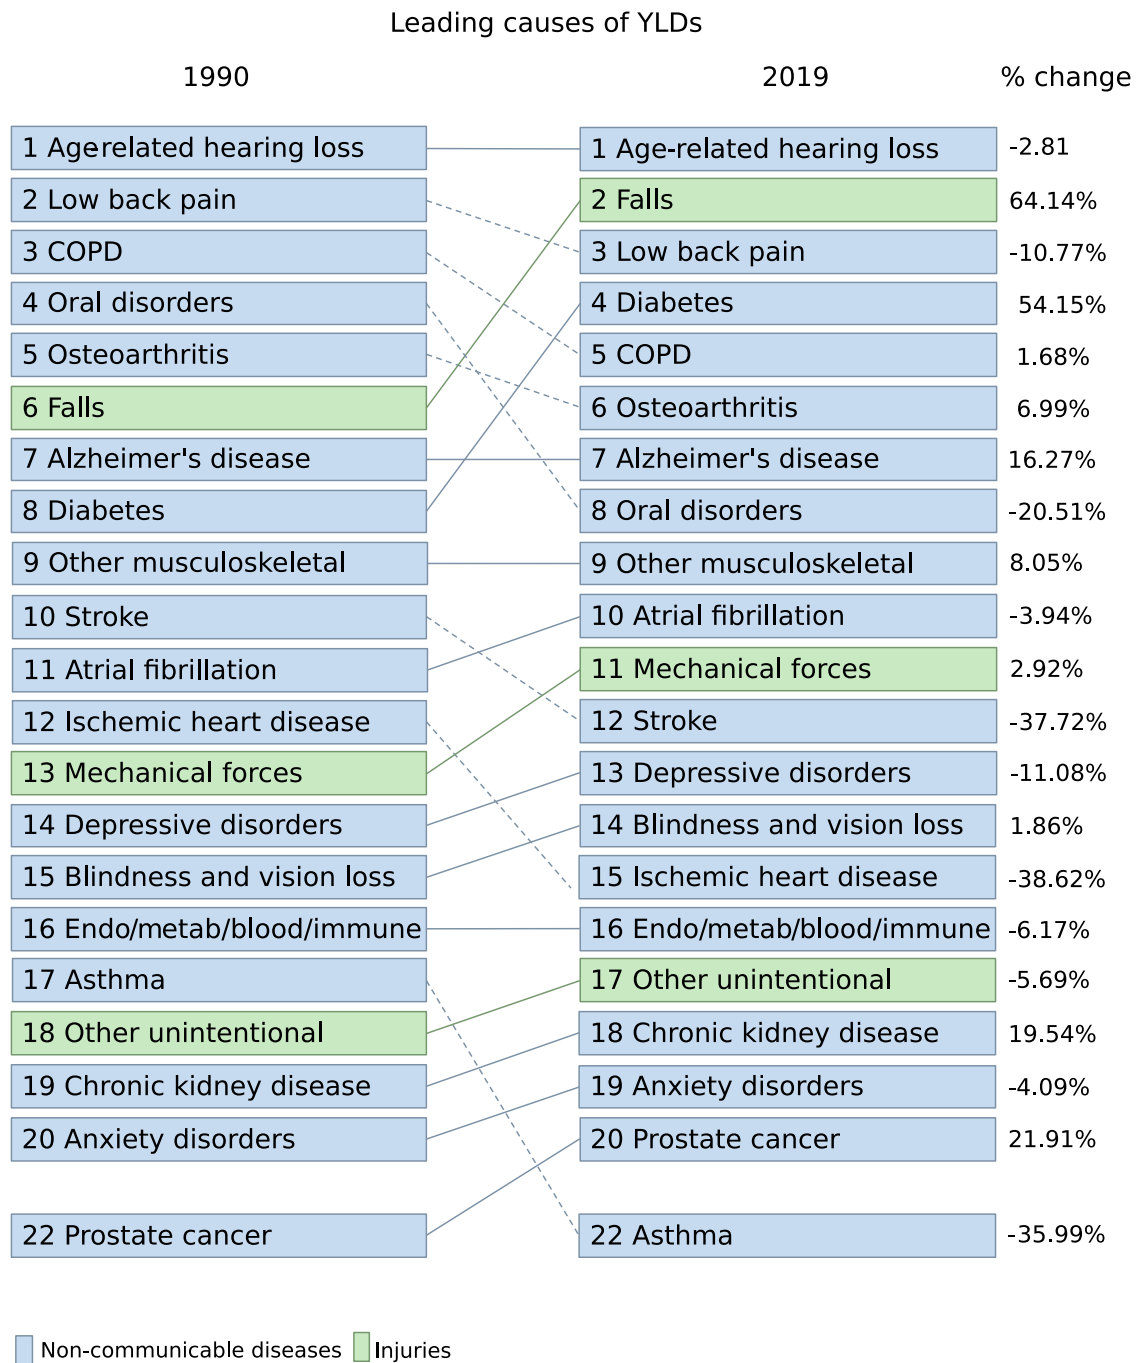 Leading causes of YLDs
1990 2019 % change
1 Age-related hearing loss 1 Age-related hearing loss -2.81
2 Low back pain 2 Falls 64.14%
3 COPD 3 Low back pain -10.77%
4 Oral disorders 4 Diabetes 54.15%
5 Osteoarthritis 5 COPD 1.68%
6 Falls 6 Osteoarthritis 6.99%
7 Alzheimer's disease 7 Alzheimer's disease 16.27%
8 Diabetes 8 Oral disorders -20.51%
9 Other musculoskeletal 9 Other musculoskeletal 8.05%
10 Stroke 10 Atrial fibrillation -3.94%
11 Atrial fibrillation 11 Mechanical forces 2.92%
12 Ischemic heart disease 12 Stroke -37.72%
13 Mechanical forces 13 Depressive disorders -11.08%
14 Depressive disorders 14 Blindness and vision loss 1.86%
15 Blindness and vision loss 15 Ischemic heart disease -38.62%
16 Endo/metab/blood/immune 16 Endo/metab/blood/immune -6.17%
17 Asthma 17 Other unintentional -5.69%
18 Other unintentional 18 Chronic kidney disease 19.54%
19 Chronic kidney disease 19 Anxiety disorders -4.09%
20 Anxiety disorders 20 Prostate cancer 21.91%
22 Prostate cancer 22 Asthma -35.99%
Non-communicable diseases Injuries